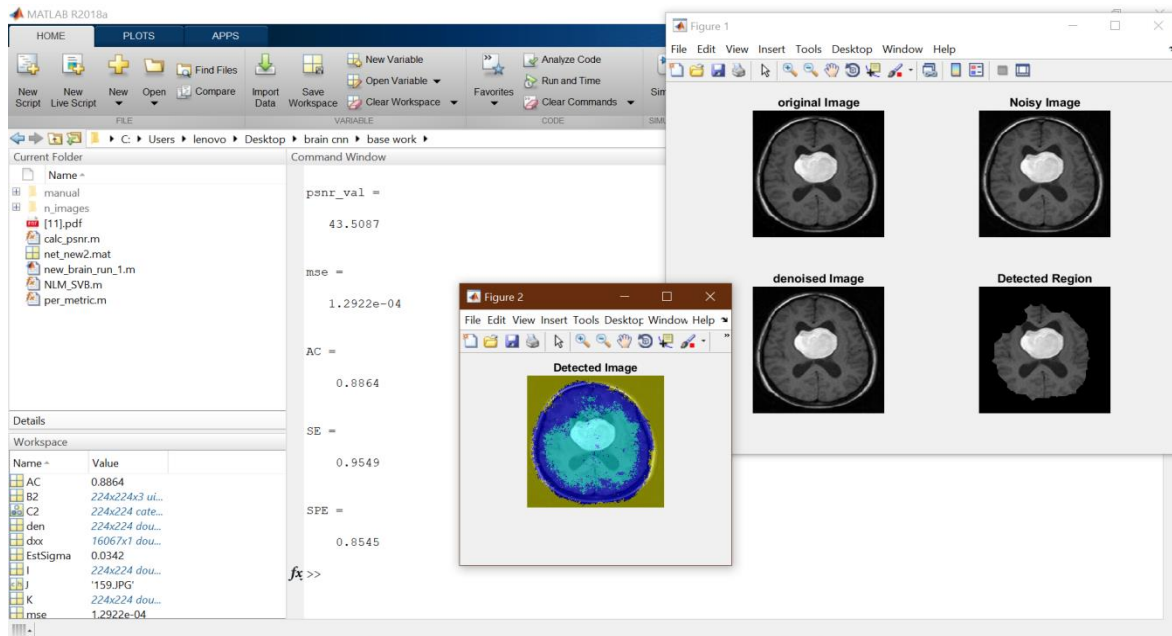 MATLAB R2018a
HOME PLOTS APPS
New Script
New Live Script
New
Open
Find Files
Compare
Import Data
Save Workspace
New Variable
Open Variable
Clear Workspace
Favorites
Analyze Code
Run and Time
Clear Commands
FILE VARIABLE CODE
C: Users lenovo Desktop brain cnn base work
Current Folder
Name
manual
n_images
[11].pdf
calc_psnr.m
net_new2.mat
new_brain_run_1.m
NLM_SVB.m
per_metric.m
Details
Workspace
Name Value
AC 0.8864
B2 224x224x3 ui...
C2 224x224 cate...
den 224x224 dou...
dxx 16067x1 dou...
EstSigma 0.0342
I 224x224 dou...
J '159.JPG'
K 224x224 dou...
mse 1.2922e-04
Command Window
psnr_val =
43.5087
mse =
1.2922e-04
AC =
0.8864
SE =
0.9549
SPE =
0.8545
fx >>
Figure 2
File Edit View Insert Tools Desktop Window Help
Detected Image
Figure 1
File Edit View Insert Tools Desktop Window Help
original Image Noisy Image
denoised Image Detected Region